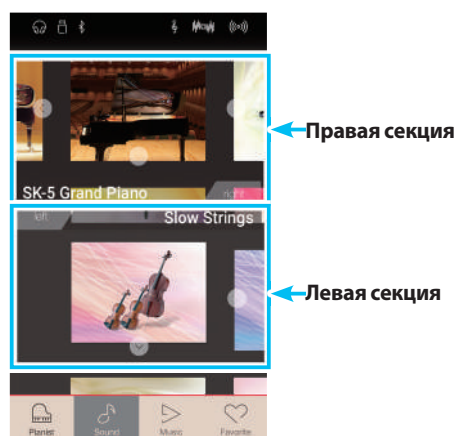 Правая секция
SK-5 Grand Piano
right
left
Slow Strings
Левая секция
Pianist
Sound
Music
Favorite